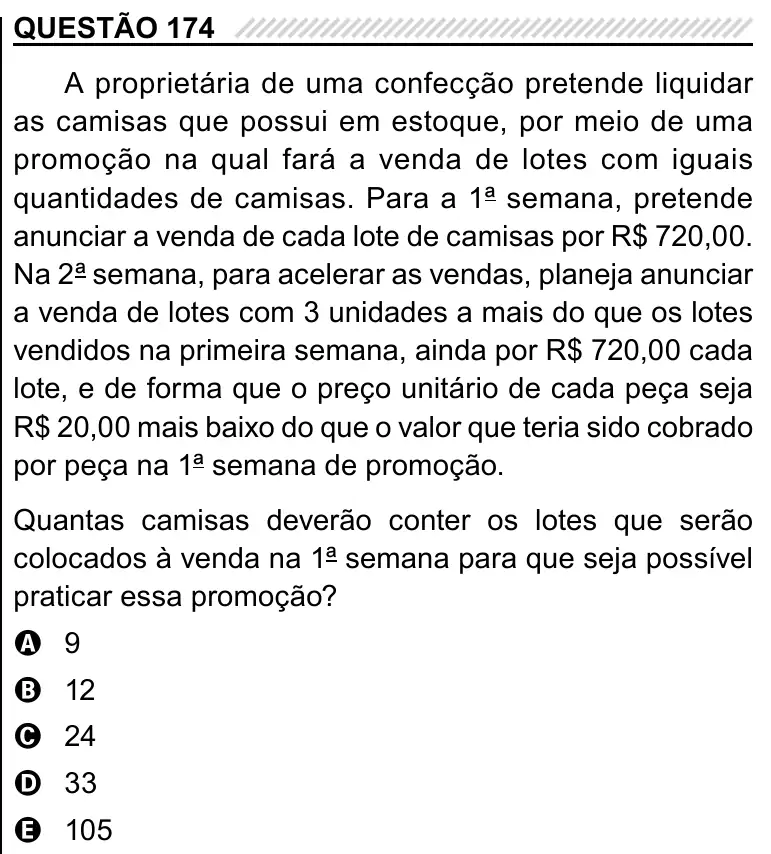 QUESTÃO 174
A proprietária de uma confecção pretende liquidar
as camisas que possui em estoque, por meio de uma
promoção na qual fará a venda de lotes com iguais
quantidades de camisas. Para a 1ª semana, pretende
anunciar a venda de cada lote de camisas por R$ 720,00.
Na 2ª semana, para acelerar as vendas, planeja anunciar
a venda de lotes com 3 unidades a mais do que os lotes
vendidos na primeira semana, ainda por R$ 720,00 cada
lote, e de forma que o preço unitário de cada peça seja
R$ 20,00 mais baixo do que o valor que teria sido cobrado
por peça na 1ª semana de promoção.
Quantas camisas deverão conter os lotes que serão
colocados à venda na 1ª semana para que seja possível
praticar essa promoção?
A 9
B 12
C 24
D 33
E 105